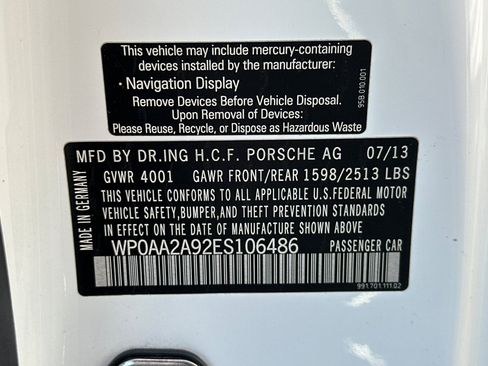 This vehicle may include mercury-containing
devices installed by the manufacturer:
· Navigation Display
Remove Devices Before Vehicle Disposal.
Upon Removal of Devices:
Please Reuse, Recycle, or Dispose as Hazardous Waste
95B.010.001
MFD BY DR.ING H.C.F. PORSCHE AG 07/13
GVWR 4001 GAWR FRONT/REAR 1598/2513 LBS
THIS VEHICLE CONFORMS TO ALL APPLICABLE U.S.FEDERAL MOTOR
VEHICLE SAFETY,BUMPER,AND THEFT PREVENTION STANDARDS
IN EFFECT ON THE DATE OF MANUFACTURE SHOWN ABOVE
WP0AA2A92ES106486 PASSENGER CAR
MADE IN GERMANY
991.701.111.02